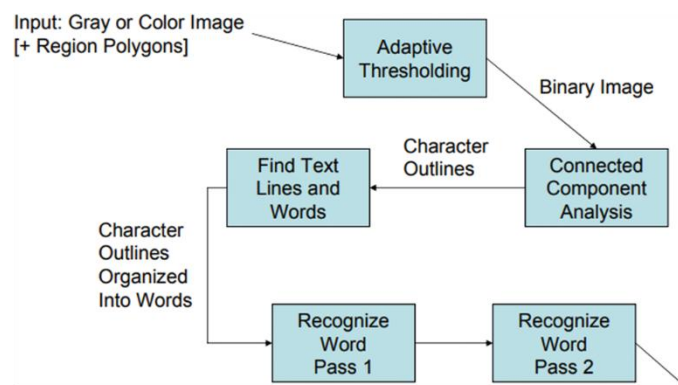 Input: Gray or Color Image
[+ Region Polygons]
Adaptive
Thresholding
Binary Image
Connected
Component
Analysis
Character
Outlines
Find Text
Lines and
Words
Character
Outlines
Organized
Into Words
Recognize
Word
Pass 1
Recognize
Word
Pass 2